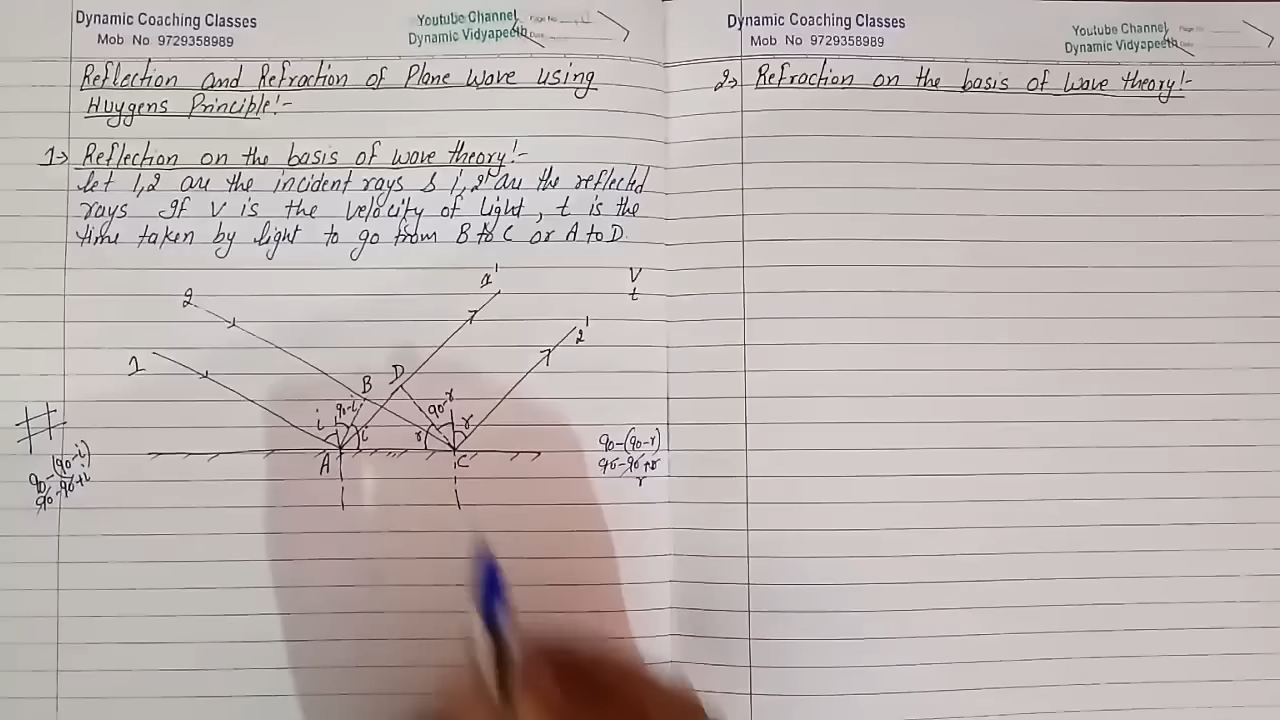 Dynamic Coaching Classes
Mob No 9729358989
Youtube Channel
Dynamic Vidyapeeth
Page No
Date
Reflection and Refraction of Plane wave using
Huygens Principle!-
1→ Reflection on the basis of wave theory!-
let 1,2 are the incident rays & 1', 2' are the reflected
rays If V is the velocity of light, t is the
time taken by light to go from B to C or A to D.
V
t
1'
2
2'
1
B
D
i
90-i
i
r
90-r
r
A
C
90-(90-i)
90-90+i
90-(90-r)
90-90+r
r
Dynamic Coaching Classes
Mob No 9729358989
Youtube Channel
Dynamic Vidyapeeth
2→ Refraction on the basis of wave theory!-